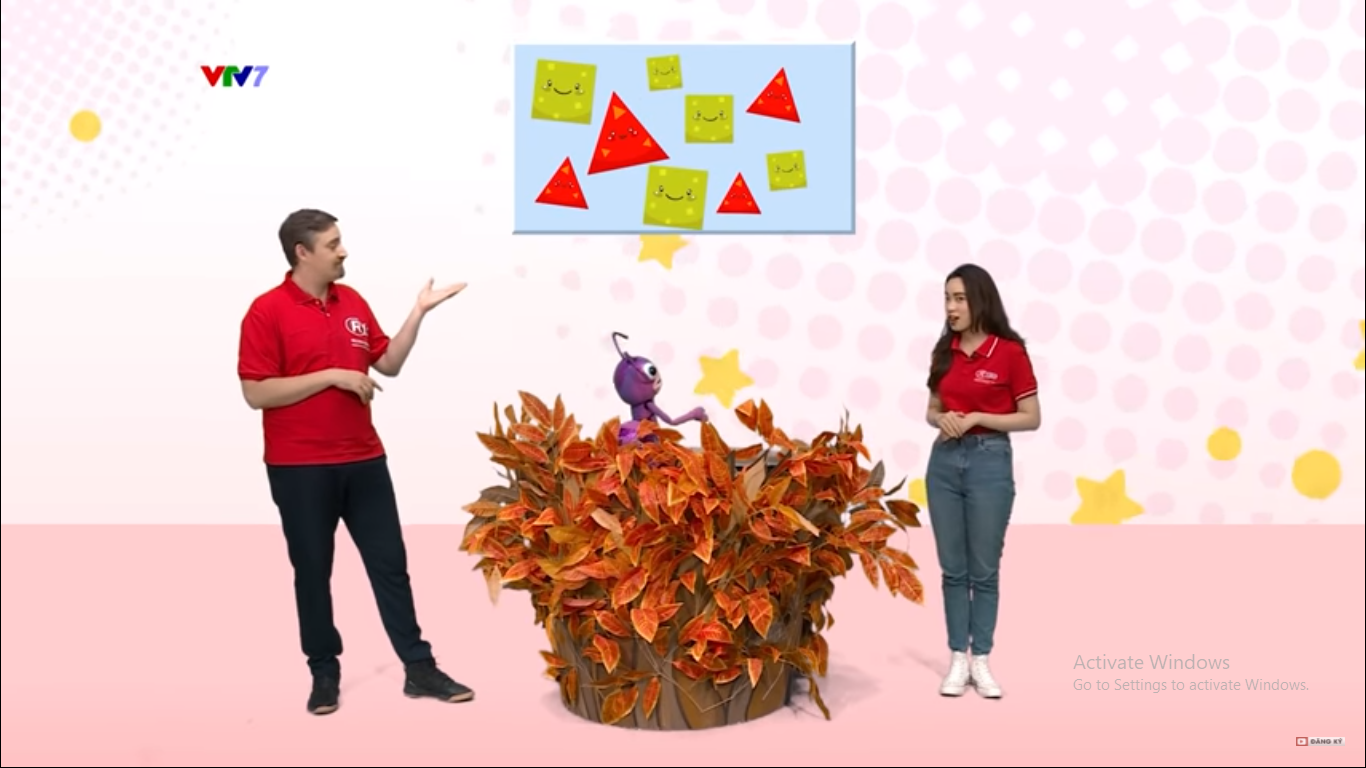 VTV7
Activate Windows
Go to Settings to activate Windows.
ĐĂNG KÝ